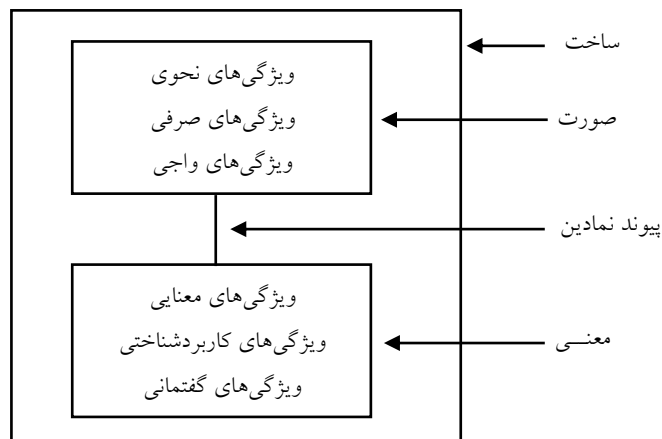 ساخت
ویژگی‌های نحوی
ویژگی‌های صرفی
ویژگی‌های واجی
صورت
پیوند نمادین
ویژگی‌های معنایی
ویژگی‌های کاربردشناختی
ویژگی‌های گفتمانی
معنــی